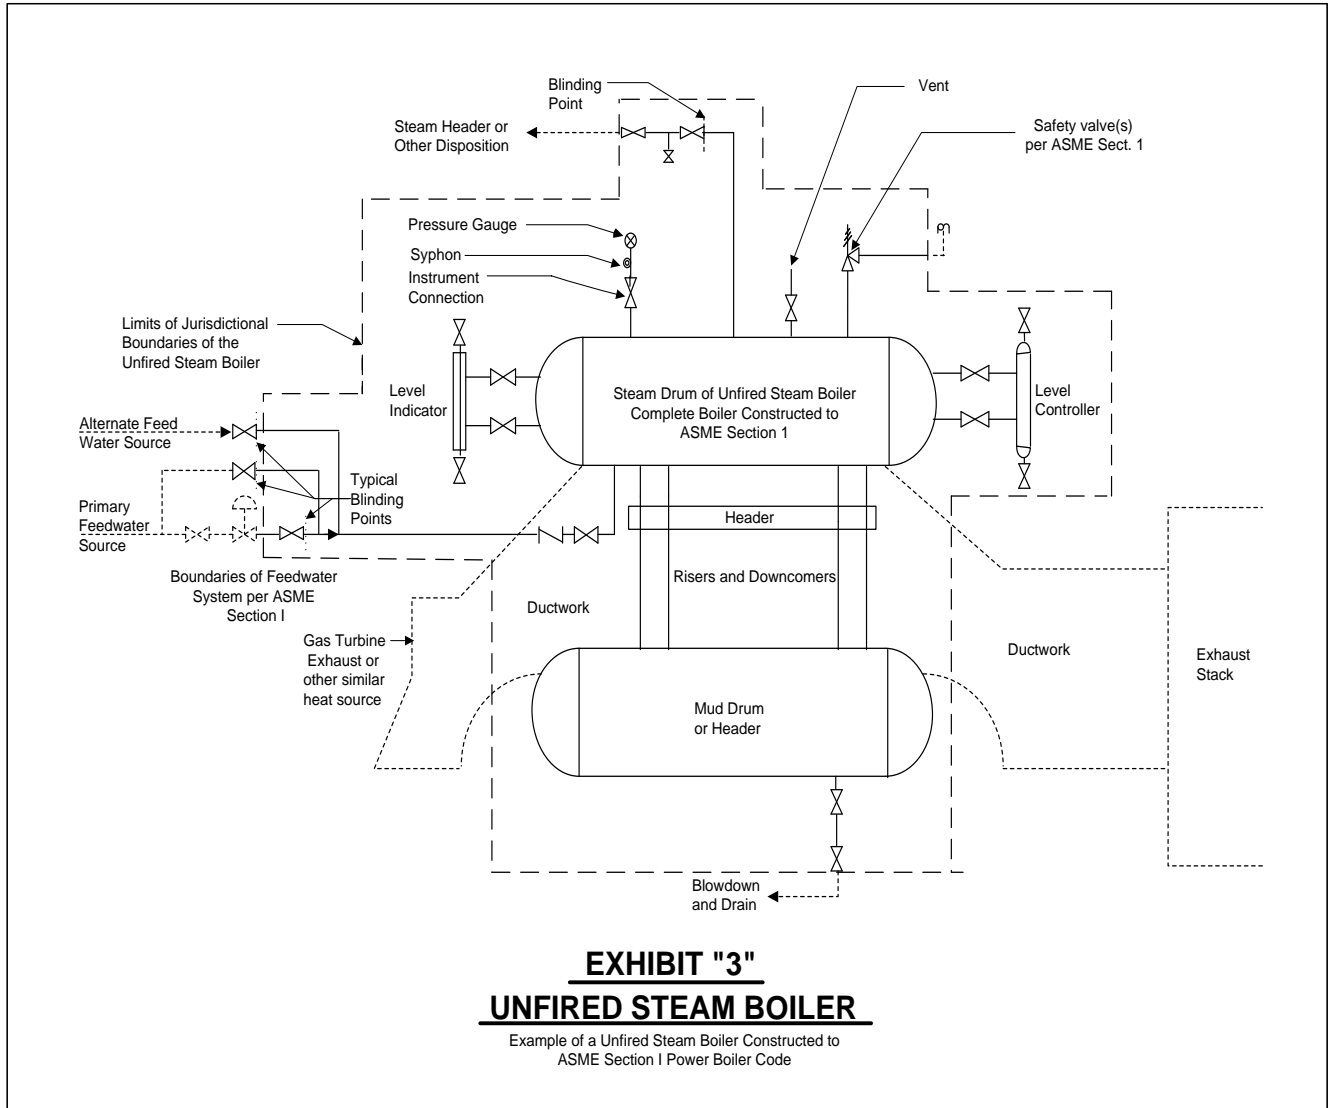 Blinding
Point
Vent
Steam Header or
Other Disposition
Safety valve(s)
per ASME Sect. 1
Pressure Gauge
Syphon
Instrument
Connection
Limits of Jurisdictional
Boundaries of the
Unfired Steam Boiler
Level
Indicator
Steam Drum of Unfired Steam Boiler
Complete Boiler Constructed to
ASME Section 1
Level
Controller
Alternate Feed
Water Source
Typical
Blinding
Points
Primary
Feedwater
Source
Header
Boundaries of Feedwater
System per ASME
Section I
Risers and Downcomers
Ductwork
Gas Turbine
Exhaust or
other similar
heat source
Ductwork
Exhaust
Stack
Mud Drum
or Header
Blowdown
and Drain
EXHIBIT "3"
UNFIRED STEAM BOILER
Example of a Unfired Steam Boiler Constructed to
ASME Section I Power Boiler Code